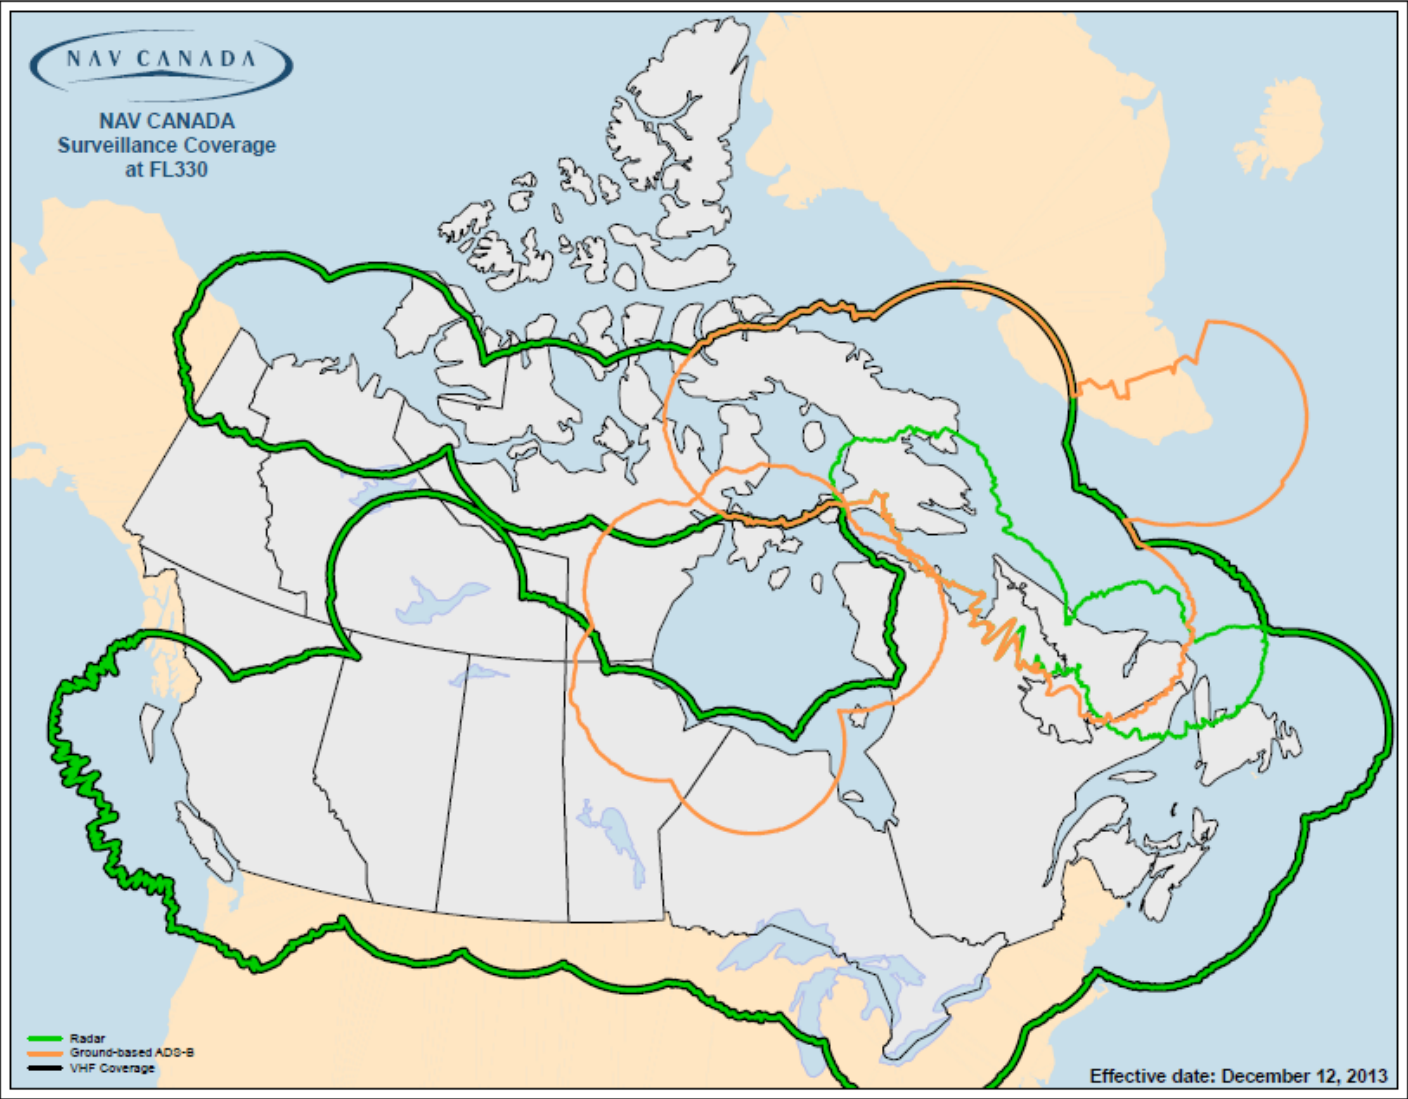 NAV CANADA
NAV CANADA
Surveillance Coverage
at FL330
Radar
Ground-based ADS-B
VHF Coverage
Effective date: December 12, 2013